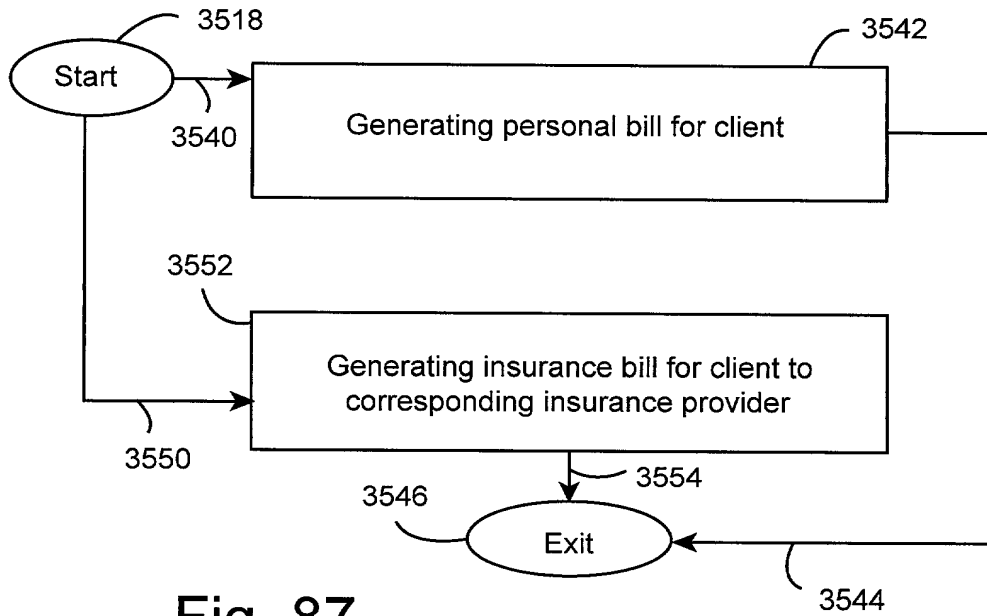 3518
Start
3540
3542
Generating personal bill for client
3552
Generating insurance bill for client to
corresponding insurance provider
3550
3554
3546
Exit
3544
Fig. 87